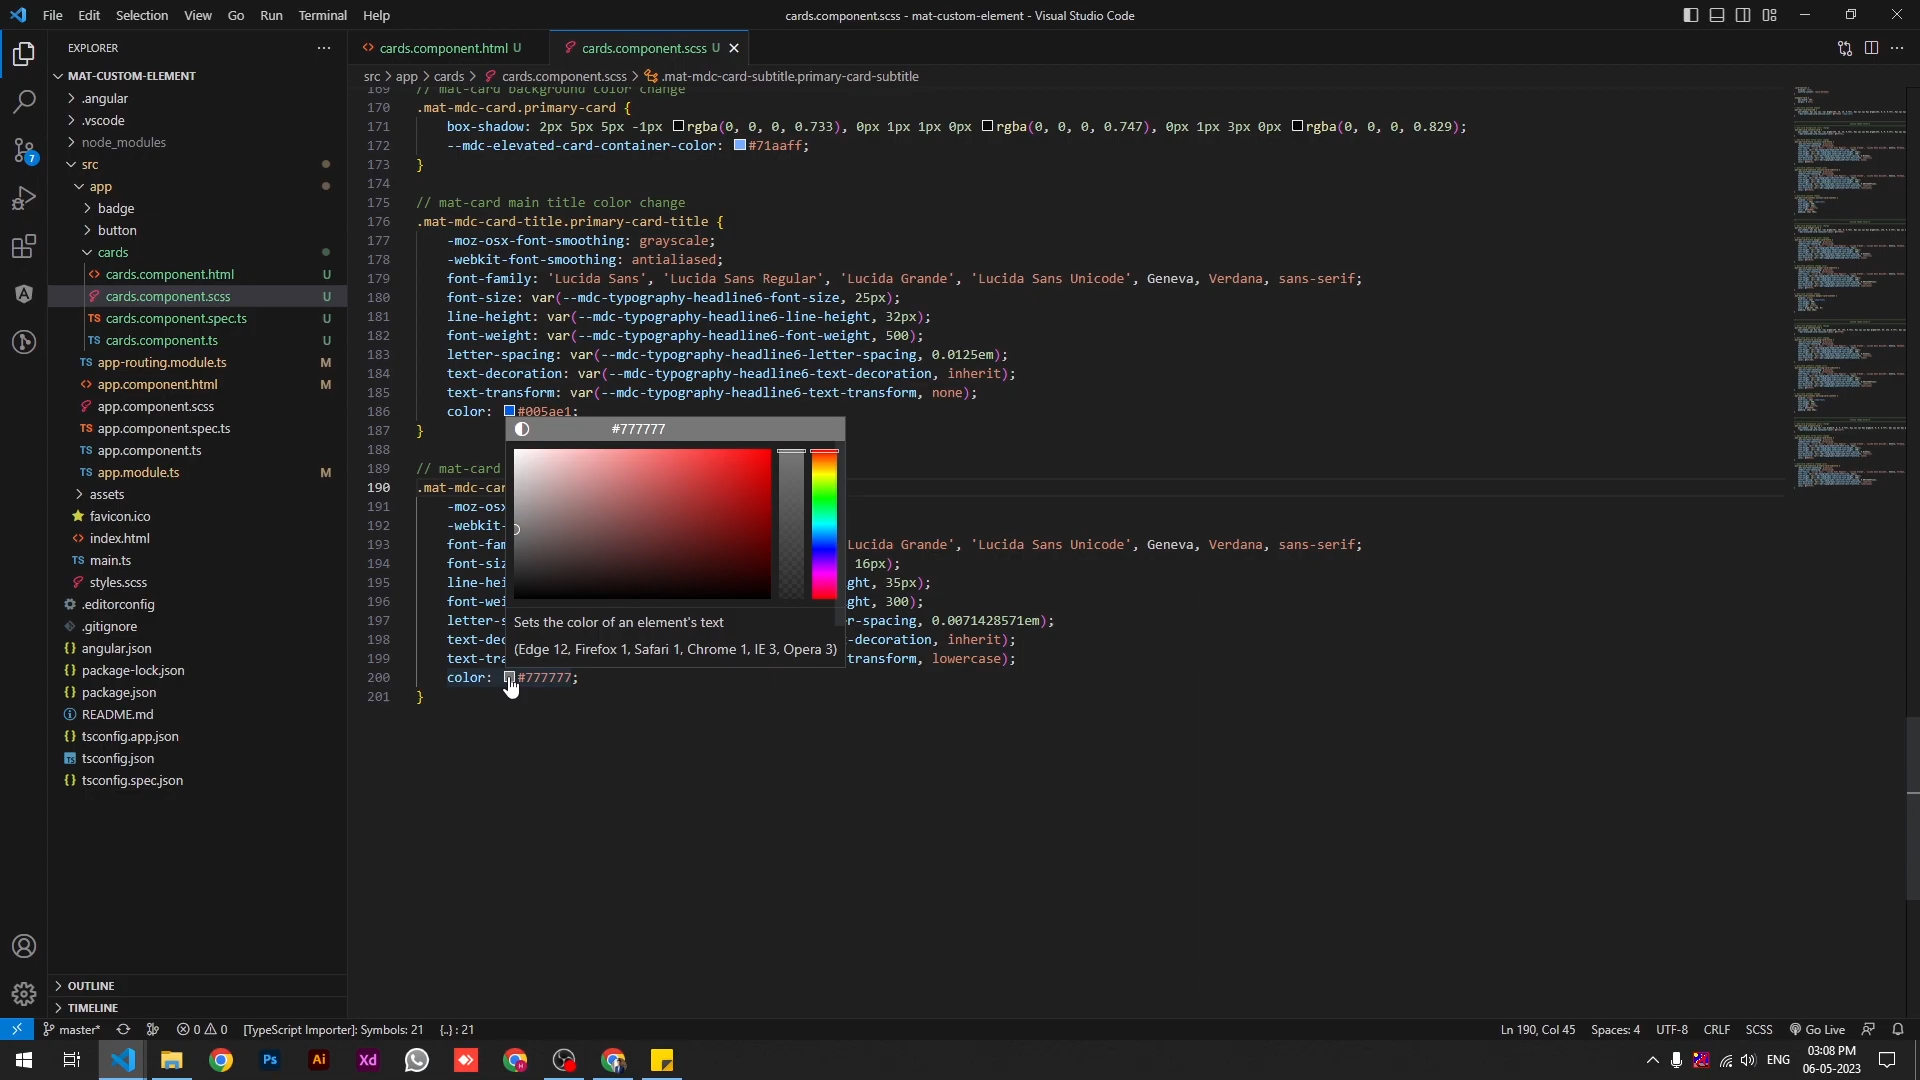 File Edit Selection View Go Run Terminal Help
cards.component.scss - mat-custom-element - Visual Studio Code
EXPLORER
MAT-CUSTOM-ELEMENT
.angular
.vscode
node_modules
src
app
badge
button
cards
cards.component.html U
cards.component.scss U
TS cards.component.spec.ts U
TS cards.component.ts U
TS app-routing.module.ts M
app.component.html M
app.component.scss
TS app.component.spec.ts
TS app.component.ts
TS app.module.ts M
assets
favicon.ico
index.html
TS main.ts
styles.scss
.editorconfig
.gitignore
{} angular.json
{} package-lock.json
{} package.json
README.md
tsconfig.app.json
tsconfig.json
{} tsconfig.spec.json
OUTLINE
TIMELINE
7
cards.component.html U
cards.component.scss U
src > app > cards > cards.component.scss > .mat-mdc-card-subtitle.primary-card-subtitle
169 // mat-card background color change
170 .mat-mdc-card.primary-card {
171 box-shadow: 2px 5px 5px -1px rgba(0, 0, 0, 0.733), 0px 1px 1px 0px rgba(0, 0, 0, 0.747), 0px 1px 3px 0px rgba(0, 0, 0, 0.829);
172 --mdc-elevated-card-container-color: #71aaff;
173 }
174
175 // mat-card main title color change
176 .mat-mdc-card-title.primary-card-title {
177 -moz-osx-font-smoothing: grayscale;
178 -webkit-font-smoothing: antialiased;
179 font-family: 'Lucida Sans', 'Lucida Sans Regular', 'Lucida Grande', 'Lucida Sans Unicode', Geneva, Verdana, sans-serif;
180 font-size: var(--mdc-typography-headline6-font-size, 25px);
181 line-height: var(--mdc-typography-headline6-line-height, 32px);
182 font-weight: var(--mdc-typography-headline6-font-weight, 500);
183 letter-spacing: var(--mdc-typography-headline6-letter-spacing, 0.0125em);
184 text-decoration: var(--mdc-typography-headline6-text-decoration, inherit);
185 text-transform: var(--mdc-typography-headline6-text-transform, none);
186 color: #005ae1;
187 }
188
189 // mat-card
190 .mat-mdc-car
191 -moz-osx
192 -webkit-
193 font-fam Lucida Grande', 'Lucida Sans Unicode', Geneva, Verdana, sans-serif;
194 font-siz 16px);
195 line-hei ght, 35px);
196 font-wei ght, 300);
197 letter-s r-spacing, 0.0071428571em);
198 text-dec -decoration, inherit);
199 text-tra transform, lowercase);
200 color: #777777;
201 }
#777777
Sets the color of an element's text
(Edge 12, Firefox 1, Safari 1, Chrome 1, IE 3, Opera 3)
master* 0 0 [TypeScript Importer]: Symbols: 21 {..} : 21
Ln 190, Col 45 Spaces: 4 UTF-8 CRLF SCSS Go Live
Ps Ai Xd
ENG
03:08 PM
06-05-2023